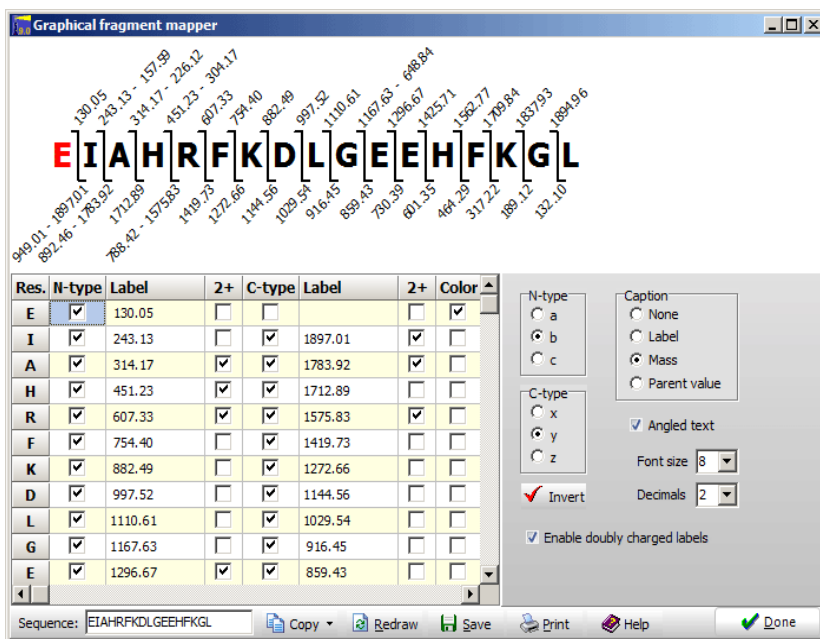 Graphical fragment mapper
130.05 243.13 - 157.59 314.17 - 226.12 451.23 - 304.17 607.33 754.40 882.49 997.52 1110.61 1167.63 - 648.84 1296.67 1425.71 1562.77 1709.84 1837.93 1894.96
EIAHRFKDLGEEHFKGL
949.01 - 1897.01 892.46 - 1783.92 1712.89 788.42 - 1575.83 1419.73 1272.66 1144.56 1029.54 916.45 859.43 730.39 601.35 464.29 317.22 189.12 132.10
Res. N-type Label 2+ C-type Label 2+ Color
E 130.05
I 243.13 1897.01
A 314.17 1783.92
H 451.23 1712.89
R 607.33 1575.83
F 754.40 1419.73
K 882.49 1272.66
D 997.52 1144.56
L 1110.61 1029.54
G 1167.63 916.45
E 1296.67 859.43
N-type
a
b
c
C-type
x
y
z
Invert
Caption
None
Label
Mass
Parent value
Angled text
Font size 8
Decimals 2
Enable doubly charged labels
Sequence: EIAHRFKDLGEEHFKGL Copy Redraw Save Print Help Done